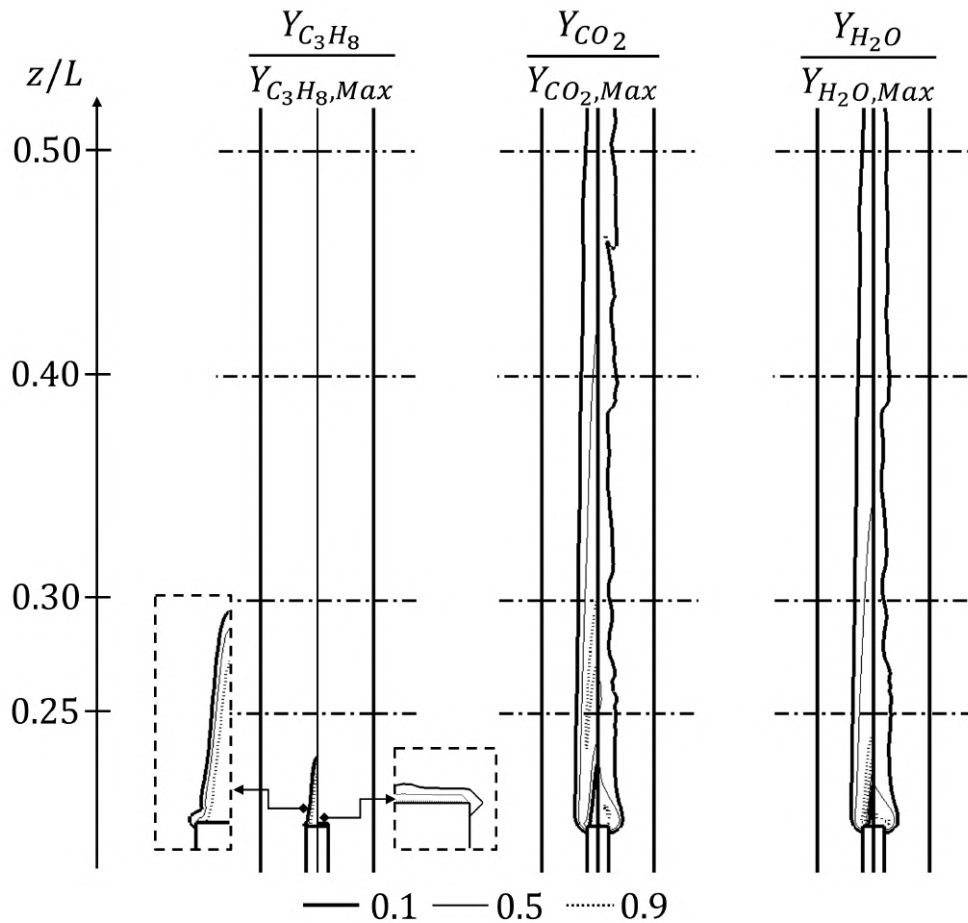 z/L
Y_{C_3H_8}
Y_{C_3H_8,Max}
Y_{CO_2}
Y_{CO_2,Max}
Y_{H_2O}
Y_{H_2O,Max}
0.50
0.40
0.30
0.25
0.1 0.5 0.9